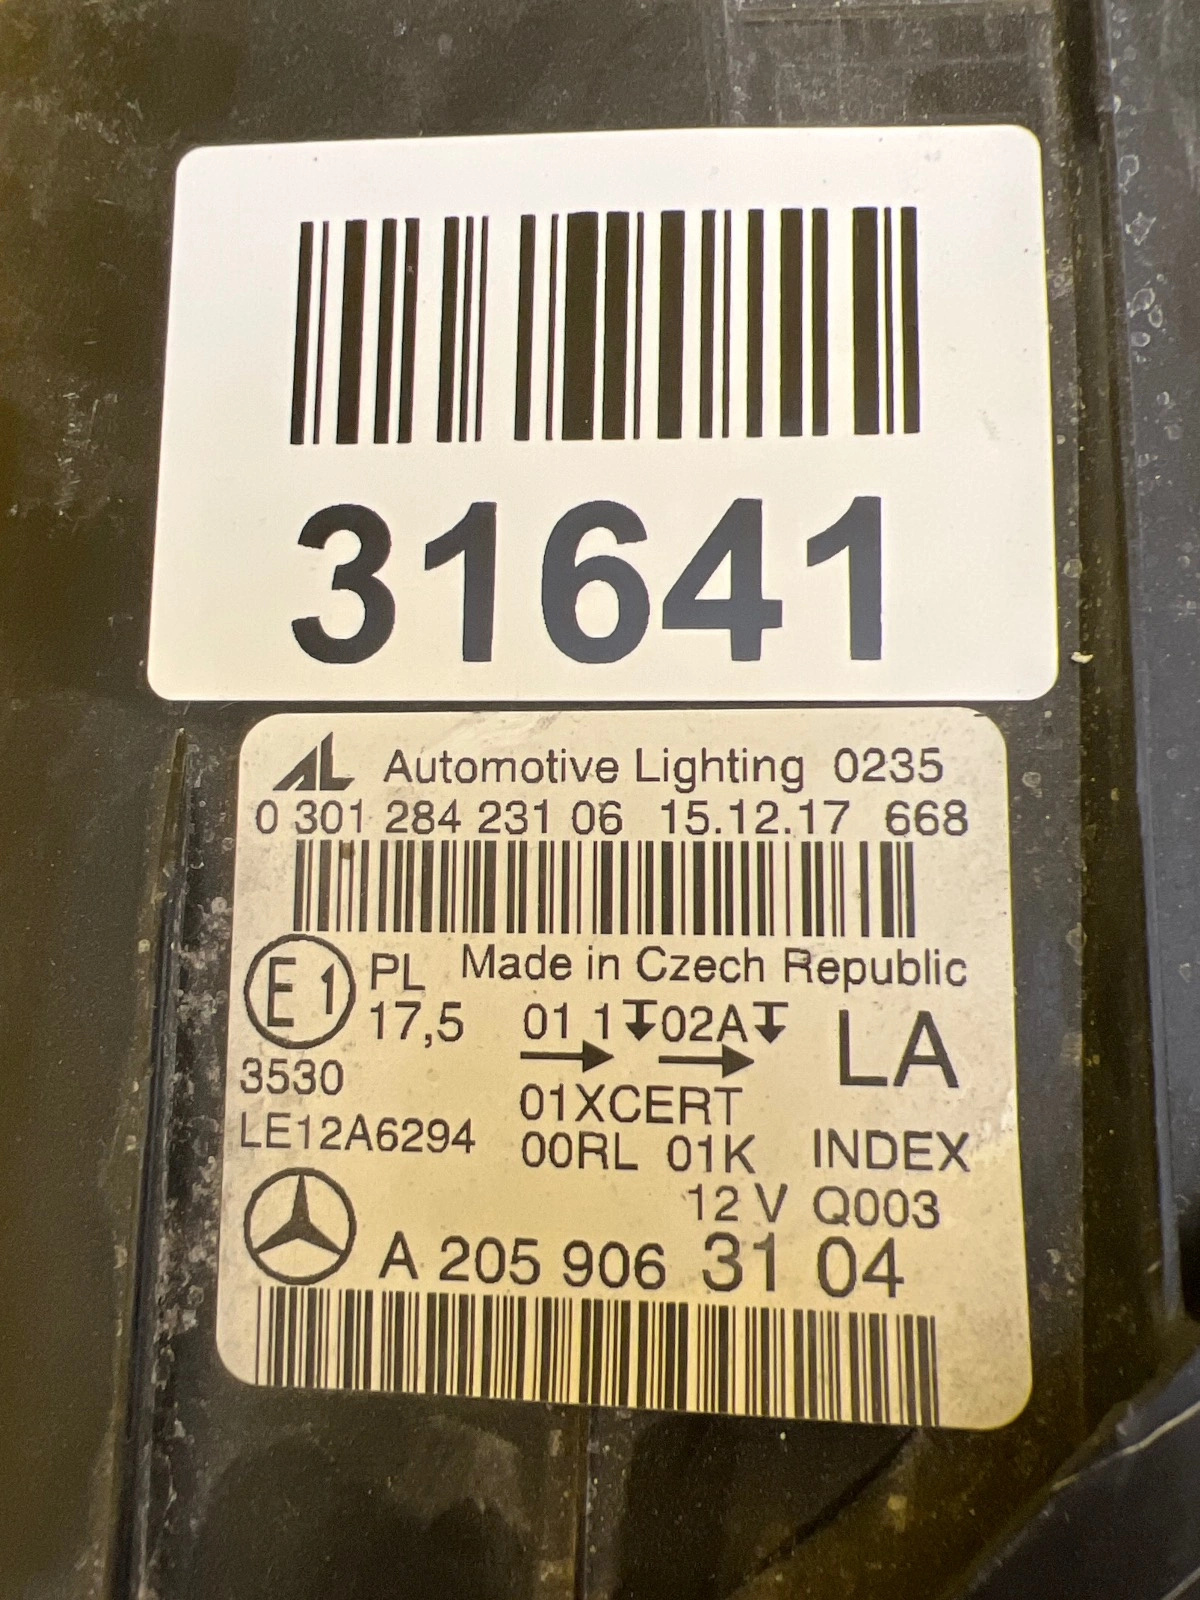 31641
AL Automotive Lighting 0235
0 301 284 231 06 15.12.17 668
E1 PL Made in Czech Republic
17,5 01 1 02A LA
3530
01XCERT
LE12A6294 00RL 01K INDEX
12 V Q003
A 205 906 31 04